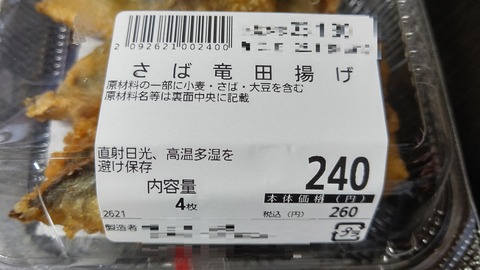 2 092621 002400
さば竜田揚げ
原材料の一部に小麦・さば・大豆を含む
原材料名等は裏面中央に記載
直射日光、高温多湿を
避け保存
内容量
4枚
240
本体価格(円)
税込(円) 260
2621
製造者
プラ